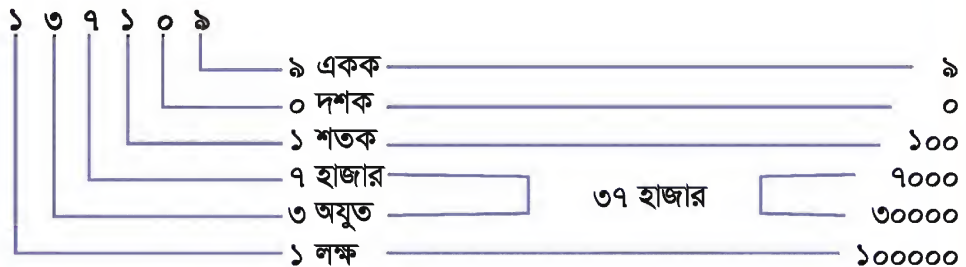 ১ ৩ ৭ ১ ০ ৯
৯ একক ৯
০ দশক ০
১ শতক ১০০
৭ হাজার ৭০০০
৩৭ হাজার
৩ অযুত ৩০০০০
১ লক্ষ ১০০০০০